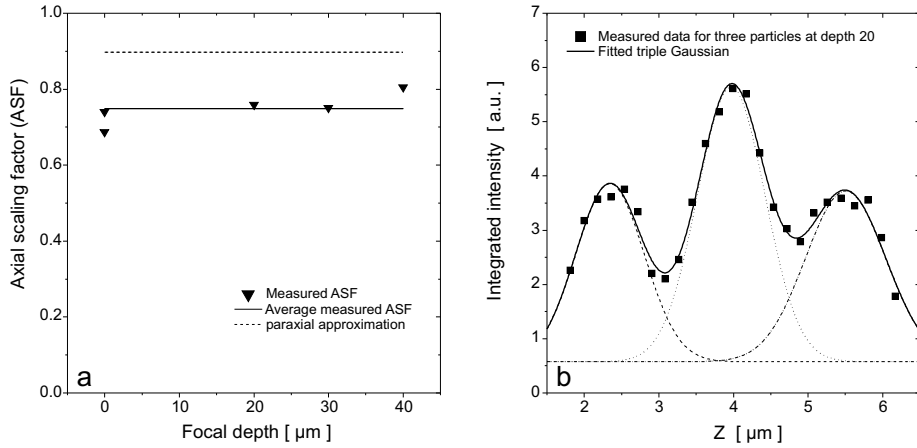 1.0
0.8
0.6
0.4
0.2
0.0
Axial scaling factor (ASF)
Measured ASF
Average measured ASF
paraxial approximation
a
0 10 20 30 40
Focal depth [ µm ]
7
6
5
4
3
2
1
0
Integrated intensity [ a.u. ]
Measured data for three particles at depth 20
Fitted triple Gaussian
b
2 3 4 5 6
Z [ µm ]